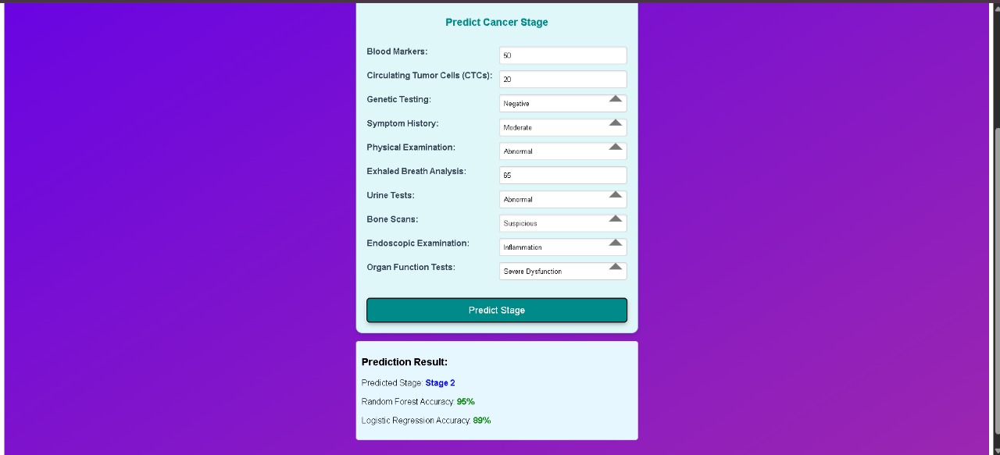 Predict Cancer Stage
Blood Markers: 50
Circulating Tumor Cells (CTCs): 20
Genetic Testing: Negative
Symptom History: Moderate
Physical Examination: Abnormal
Exhaled Breath Analysis: 65
Urine Tests: Abnormal
Bone Scans: Suspicious
Endoscopic Examination: Inflammation
Organ Function Tests: Severe Dysfunction
Predict Stage
Prediction Result:
Predicted Stage: Stage 2
Random Forest Accuracy: 95%
Logistic Regression Accuracy: 89%